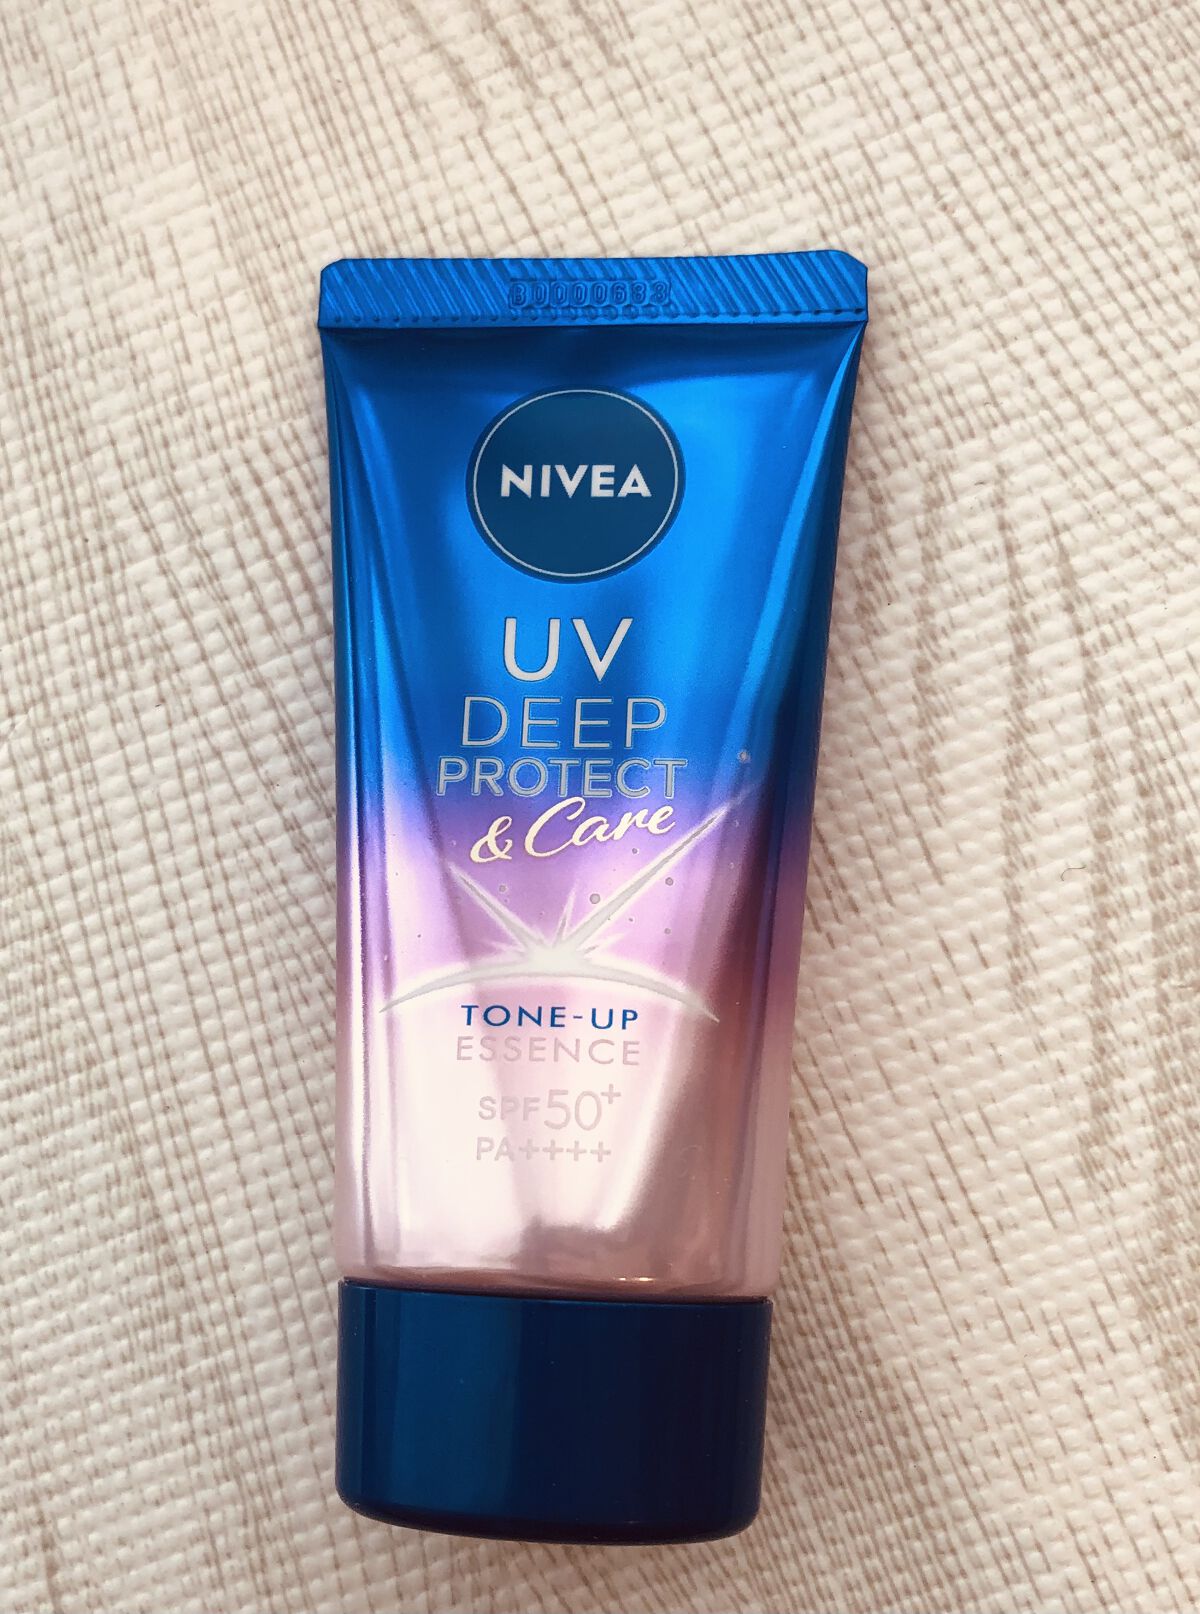 B0000633
NIVEA
UV
DEEP
PROTECT
& Care
TONE-UP
ESSENCE
SPF50+
PA++++